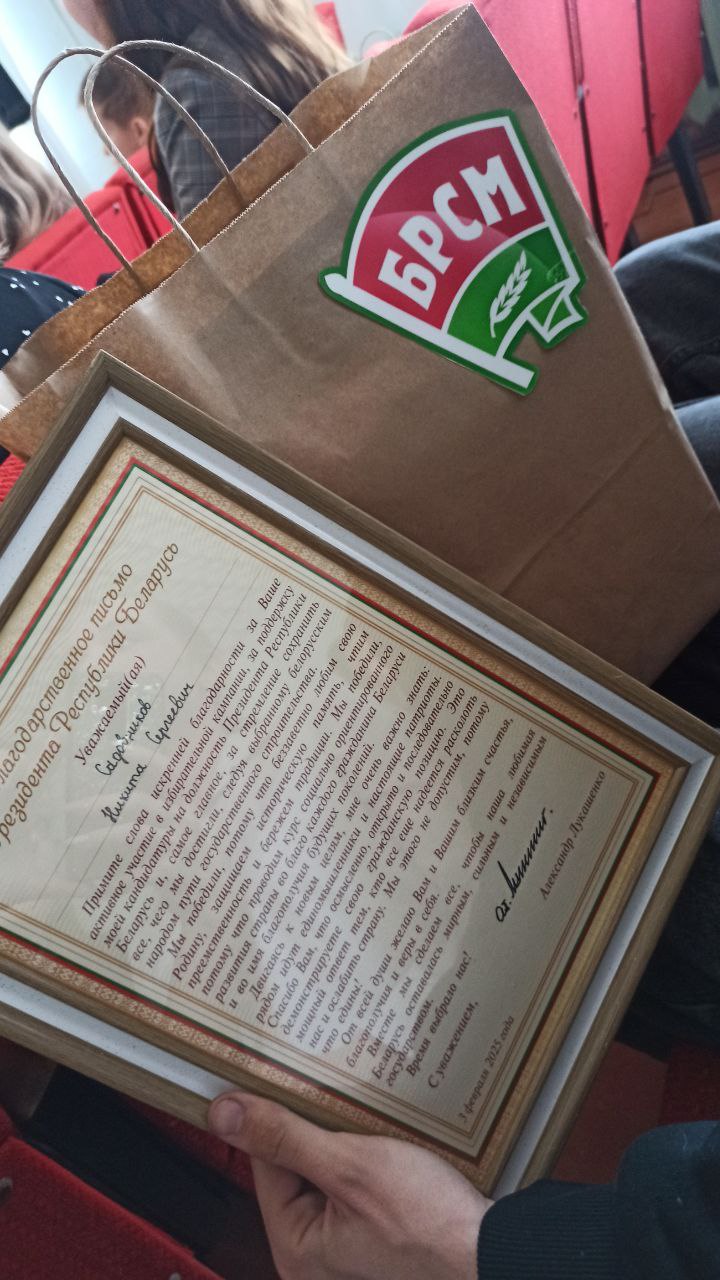 БРСМ
Благодарственное письмо
Президента Республики Беларусь
Уважаемый(ая)
Садовников
Никита Сергеевич
Примите слова искренней благодарности за Ваше
активное участие в избирательной кампании, за поддержку
моей кандидатуры на должность Президента Республики
Беларусь и, самое главное, за стремление сохранить
все, чего мы достигли, следуя выбранному белорусским
народом пути государственного строительства.
Мы победили, потому что беззаветно любим свою
Родину, защищаем историческую память, чтим
преемственность и бережем традиции. Мы победили,
потому что проводим курс социально ориентированного
развития страны во благо каждого гражданина Беларуси
и во имя благополучия будущих поколений.
Двигаясь к новым целям, мне очень важно знать:
рядом идут единомышленники и настоящие патриоты.
Спасибо Вам, что осмысленно, открыто и последовательно
демонстрируете свою гражданскую позицию. Это
мощный ответ тем, кто все еще надеется расколоть
нас и ослабить страну. Мы этого не допустим, потому
что едины!
От всей души желаю Вам и Вашим близким счастья,
благополучия и веры в себя.
Вместе мы сделаем все, чтобы наша любимая
Беларусь оставалась мирным, сильным и независимым
государством.
Время выбрало нас!
С уважением,
Александр Лукашенко
3 февраля 2025 года